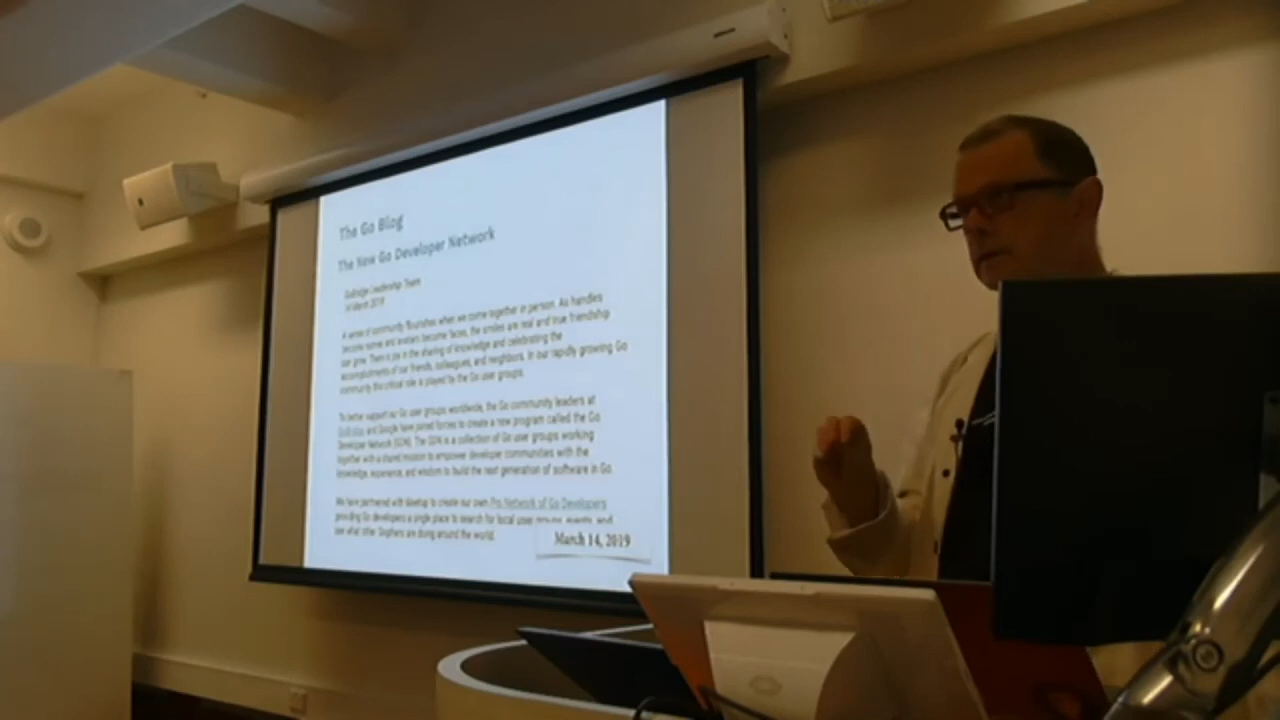 The Go Blog
The New Go Developer Network
GoBridge Leadership Team
14 March 2019
A sense of community flourishes when we come together in person. As handles
become names and avatars become faces, the smiles are real and true friendship
can grow. There is joy in the sharing of knowledge and celebrating the
accomplishments of our friends, colleagues, and neighbors. In our rapidly growing Go
community this critical role is played by the Go user groups.
To better support our Go user groups worldwide, the Go community leaders at
GoBridge and Google have joined forces to create a new program called the Go
Developer Network (GDN). The GDN is a collection of Go user groups working
together with a shared mission to empower developer communities with the
knowledge, experience, and wisdom to build the next generation of software in Go.
We have partnered with Meetup to create our own Pro Network of Go Developers
providing Go developers a single place to search for local user groups, events, and
see what other Gophers are doing around the world.
March 14, 2019